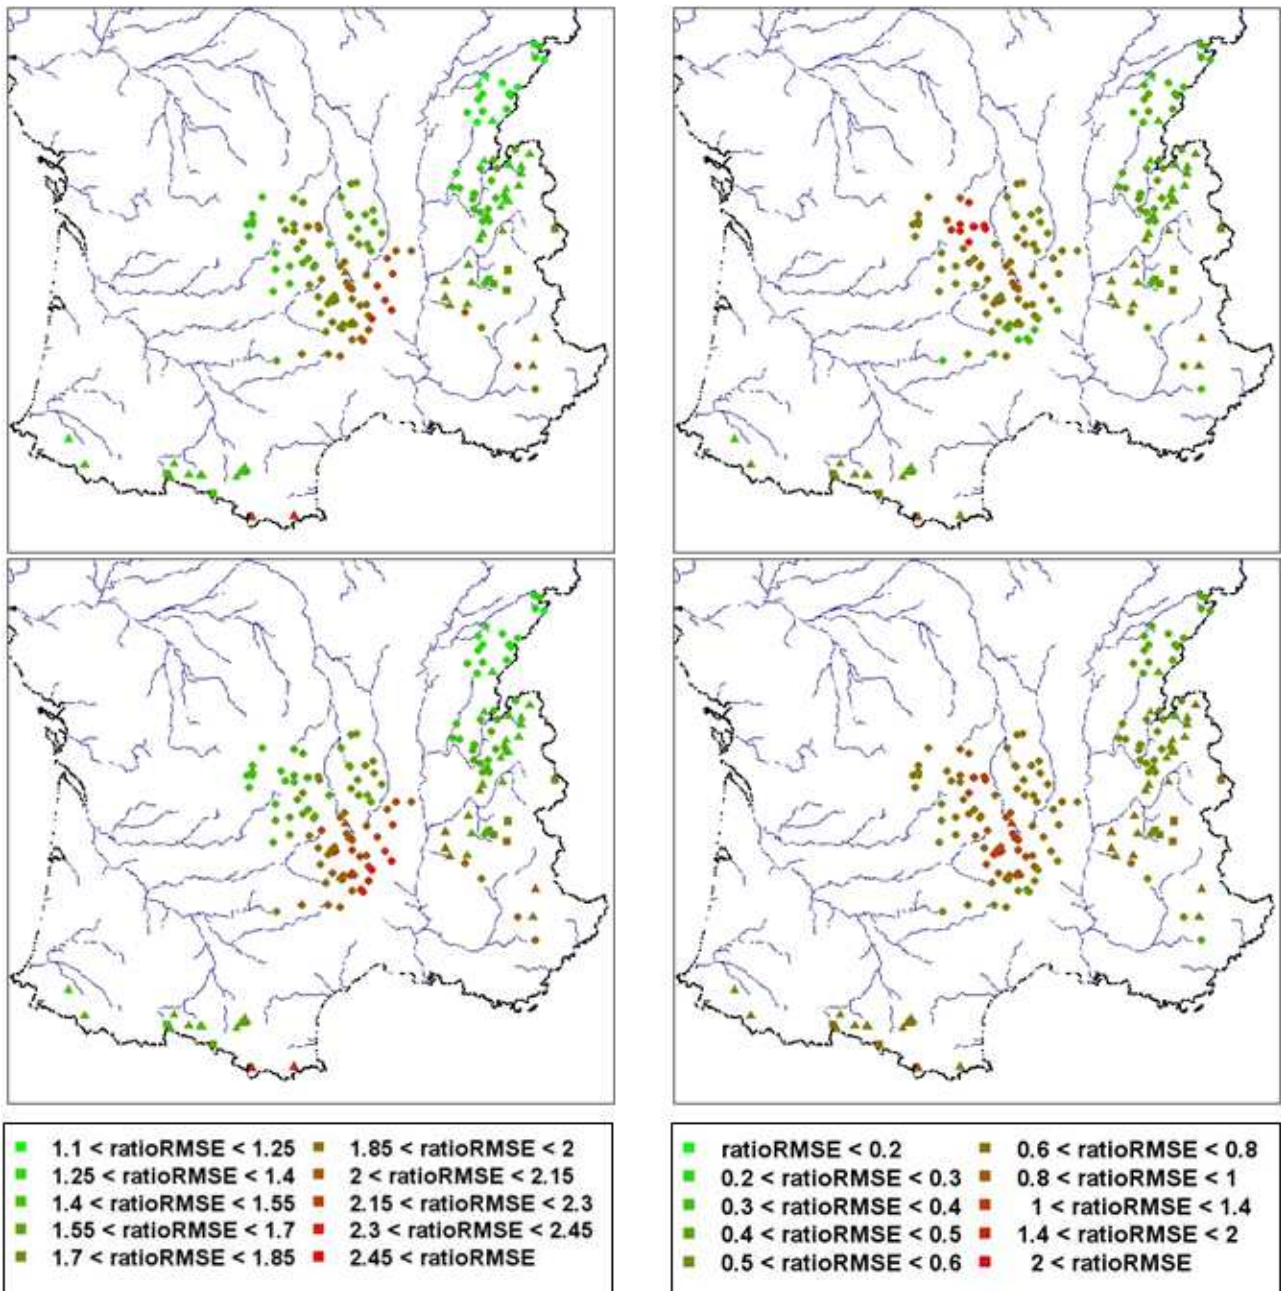 1.1 < ratioRMSE < 1.25
1.25 < ratioRMSE < 1.4
1.4 < ratioRMSE < 1.55
1.55 < ratioRMSE < 1.7
1.7 < ratioRMSE < 1.85
1.85 < ratioRMSE < 2
2 < ratioRMSE < 2.15
2.15 < ratioRMSE < 2.3
2.3 < ratioRMSE < 2.45
2.45 < ratioRMSE
ratioRMSE < 0.2
0.2 < ratioRMSE < 0.3
0.3 < ratioRMSE < 0.4
0.4 < ratioRMSE < 0.5
0.5 < ratioRMSE < 0.6
0.6 < ratioRMSE < 0.8
0.8 < ratioRMSE < 1
1 < ratioRMSE < 1.4
1.4 < ratioRMSE < 2
2 < ratioRMSE